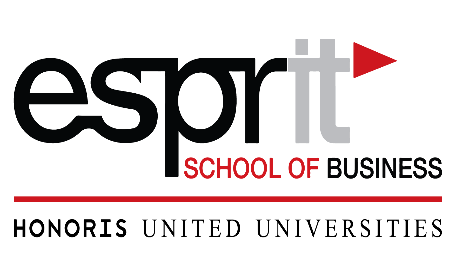 esprit
SCHOOL OF BUSINESS
HONORIS UNITED UNIVERSITIES